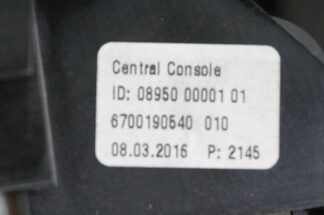 Central Console
ID: 08950 00001 01
6700190540 010
08.03.2016 P: 2145